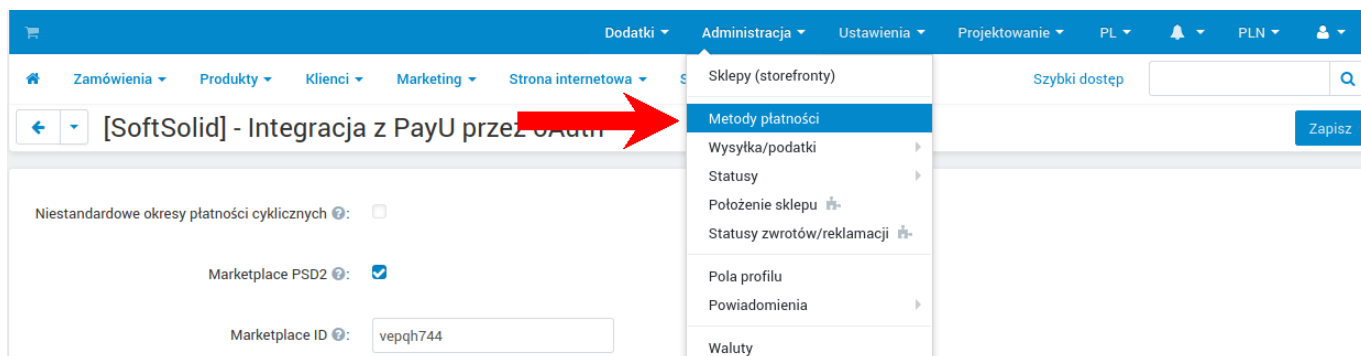 Dodatki Administracja Ustawienia Projektowanie PL PLN
Zamówienia Produkty Klienci Marketing Strona internetowa Szybki dostęp
[SoftSolid] - Integracja z PayU przez oAuth
Zapisz
Sklepy (storefronty)
Metody płatności
Wysyłka/podatki
Statusy
Położenie sklepu
Statusy zwrotów/reklamacji
Pola profilu
Powiadomienia
Waluty
Niestandardowe okresy płatności cyklicznych ?:
Marketplace PSD2 ?:
Marketplace ID ?: vepqh744